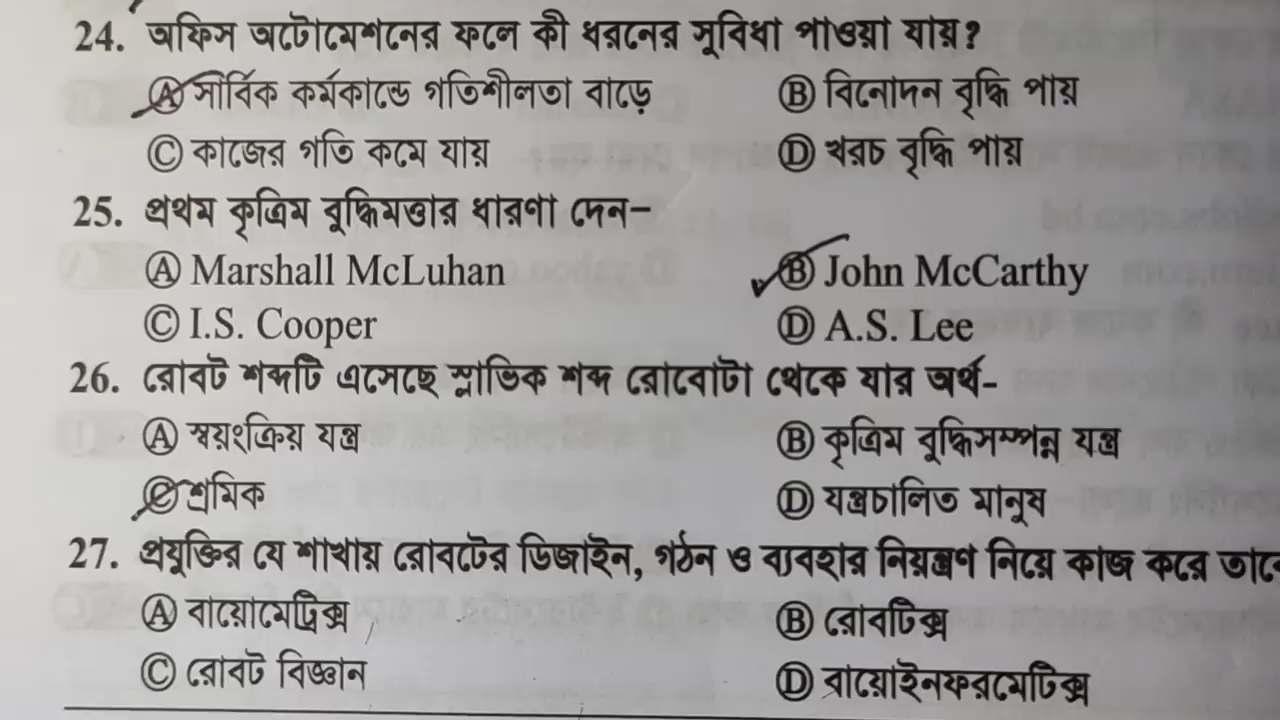 24. অফিস অটোমেশনের ফলে কী ধরনের সুবিধা পাওয়া যায়?
Ⓐ সার্বিক কর্মকান্ডে গতিশীলতা বাড়ে Ⓑ বিনোদন বৃদ্ধি পায়
Ⓒ কাজের গতি কমে যায় Ⓓ খরচ বৃদ্ধি পায়
25. প্রথম কৃত্রিম বুদ্ধিমত্তার ধারণা দেন–
Ⓐ Marshall McLuhan Ⓑ John McCarthy
Ⓒ I.S. Cooper Ⓓ A.S. Lee
26. রোবট শব্দটি এসেছে স্লাভিক শব্দ রোবোটা থেকে যার অর্থ-
Ⓐ স্বয়ংক্রিয় যন্ত্র Ⓑ কৃত্রিম বুদ্ধিসম্পন্ন যন্ত্র
Ⓒ শ্রমিক Ⓓ যন্ত্রচালিত মানুষ
27. প্রযুক্তির যে শাখায় রোবটের ডিজাইন, গঠন ও ব্যবহার নিয়ন্ত্রণ নিয়ে কাজ করে
Ⓐ বায়োমেট্রিক্স Ⓑ রোবটিক্স
Ⓒ রোবট বিজ্ঞান Ⓓ বায়োইনফরমেটিক্স